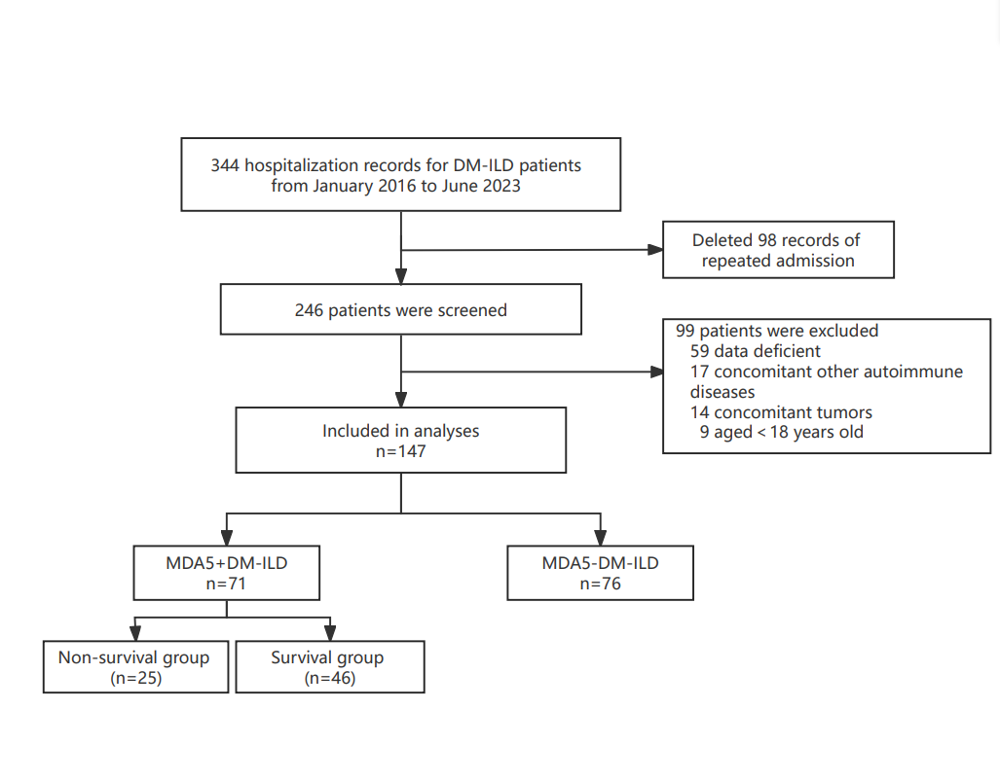 344 hospitalization records for DM-ILD patients
from January 2016 to June 2023
Deleted 98 records of
repeated admission
246 patients were screened
99 patients were excluded
59 data deficient
17 concomitant other autoimmune
diseases
14 concomitant tumors
9 aged < 18 years old
Included in analyses
n=147
MDA5+DM-ILD
n=71
MDA5-DM-ILD
n=76
Non-survival group
(n=25)
Survival group
(n=46)